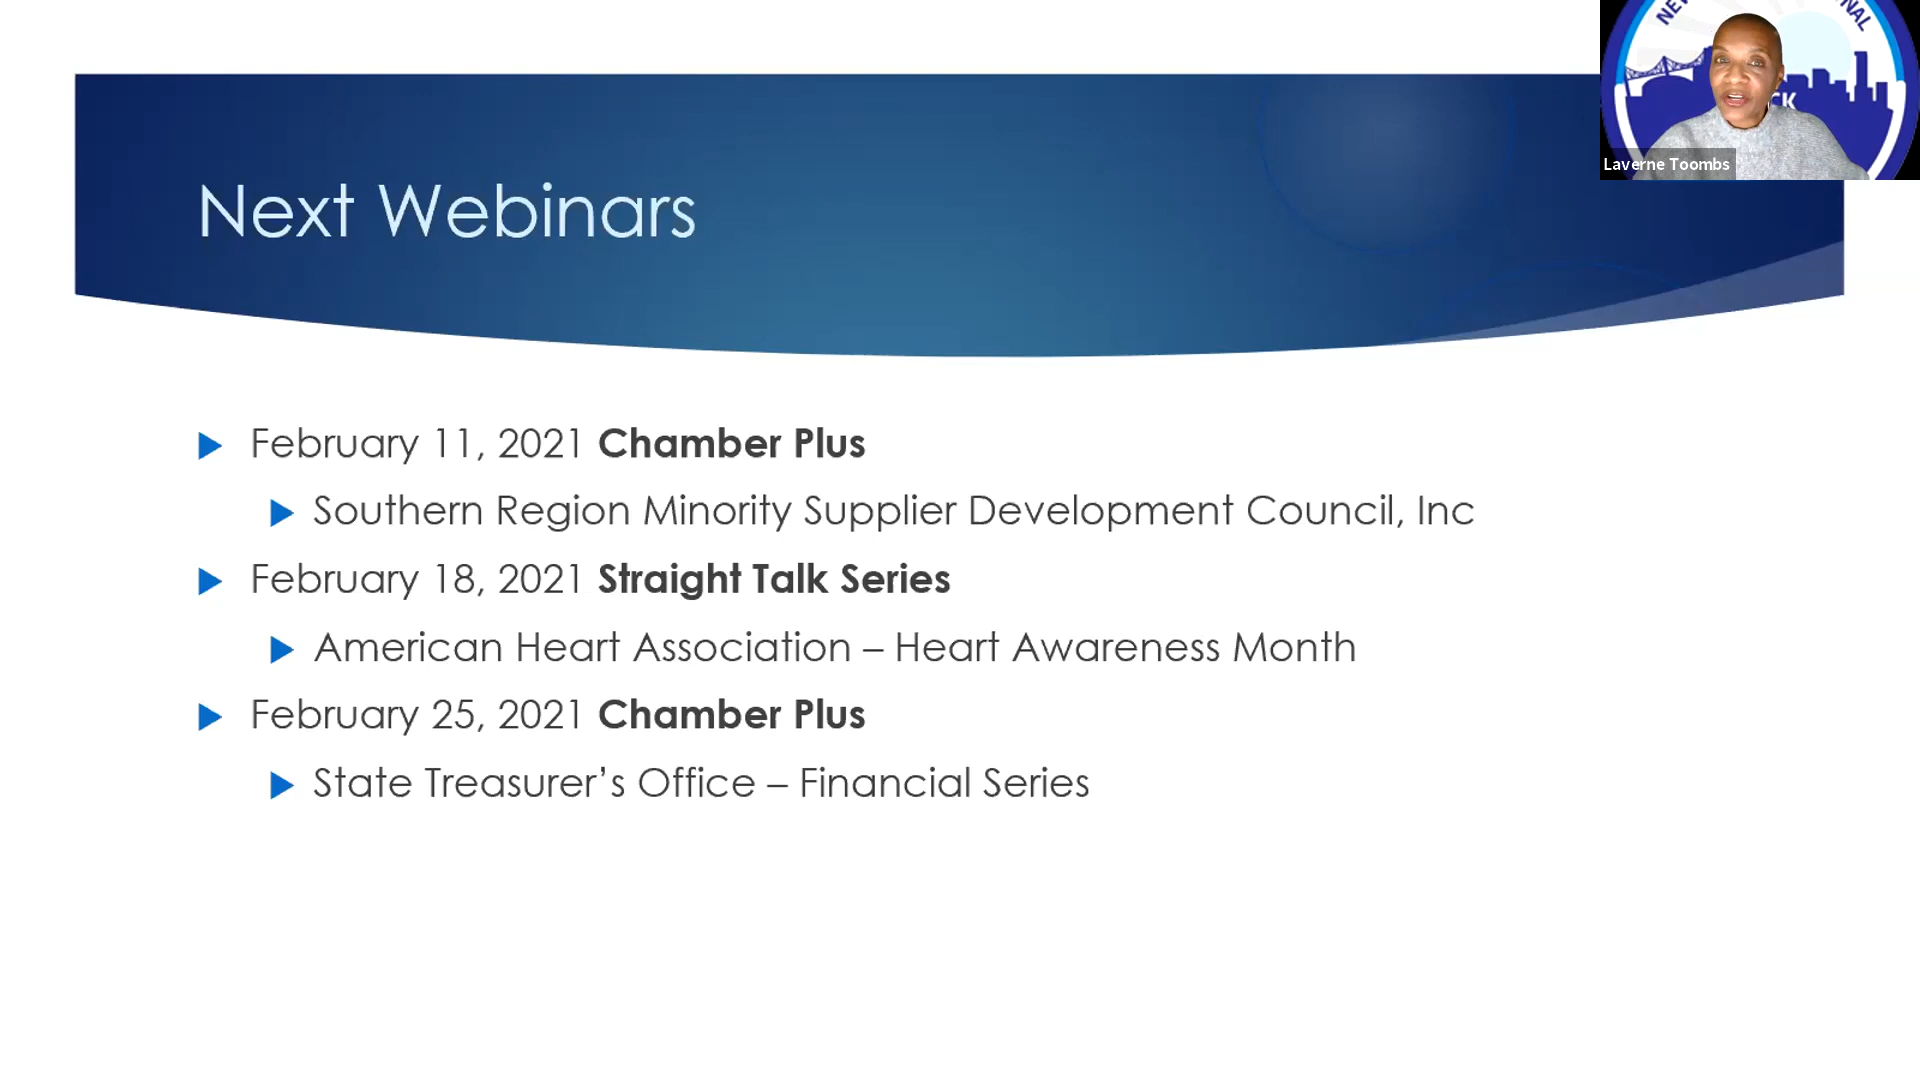 Next Webinars
Laverne Toombs
February 11, 2021 Chamber Plus
Southern Region Minority Supplier Development Council, Inc
February 18, 2021 Straight Talk Series
American Heart Association – Heart Awareness Month
February 25, 2021 Chamber Plus
State Treasurer’s Office – Financial Series